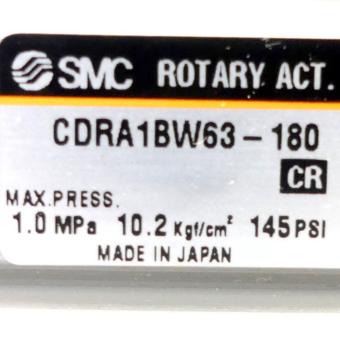 SMC ROTARY ACT.
CDRA1BW63-180
CR
MAX.PRESS.
1.0 MPa 10.2 Kgf/cm² 145 PSI
MADE IN JAPAN